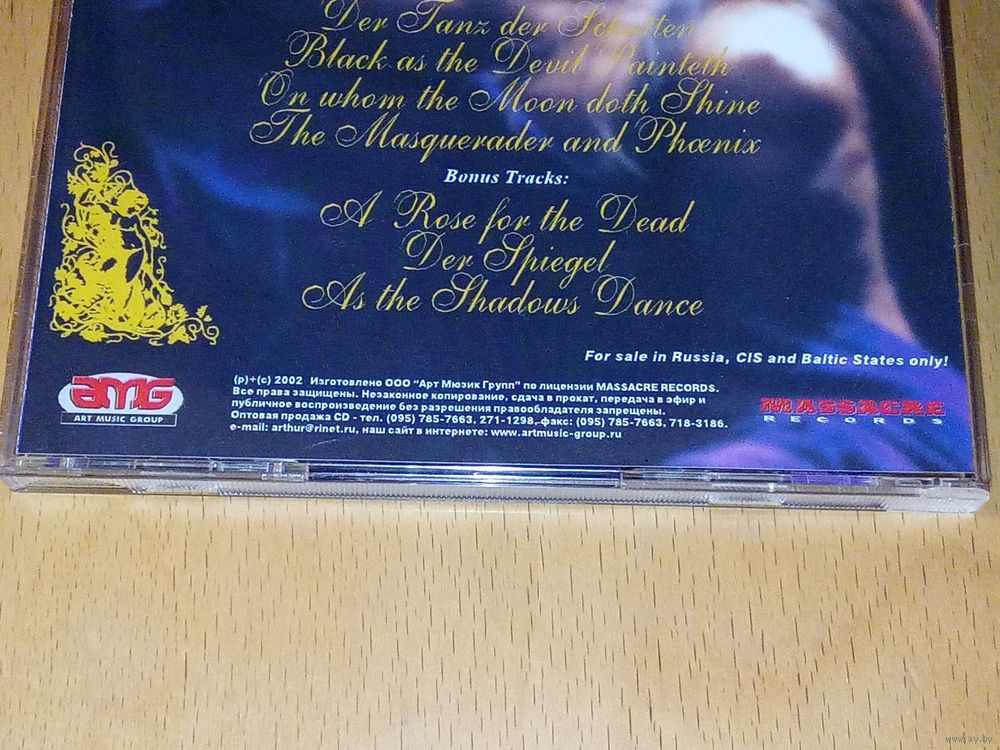 Der Tanz der Schatten
Black as the Devil Painteth
On whom the Moon doth Shine
The Masquerader and Phœnix
Bonus Tracks:
A Rose for the Dead
Der Spiegel
As the Shadows Dance
For sale in Russia, CIS and Baltic States only!
AMG
ART MUSIC GROUP
(p)+(c) 2002 Изготовлено ООО "Арт Мюзик Групп" по лицензии MASSACRE RECORDS.
Все права защищены. Незаконное копирование, сдача в прокат, передача в эфир и
публичное воспроизведение без разрешения правообладателя запрещены.
Оптовая продажа CD - тел. (095) 785-7663, 271-1298, факс: (095) 785-7663, 718-3186.
e-mail: arthur@rinet.ru, наш сайт в интернете: www.artmusic-group.ru
MASSACRE
RECORDS
www.ay.by